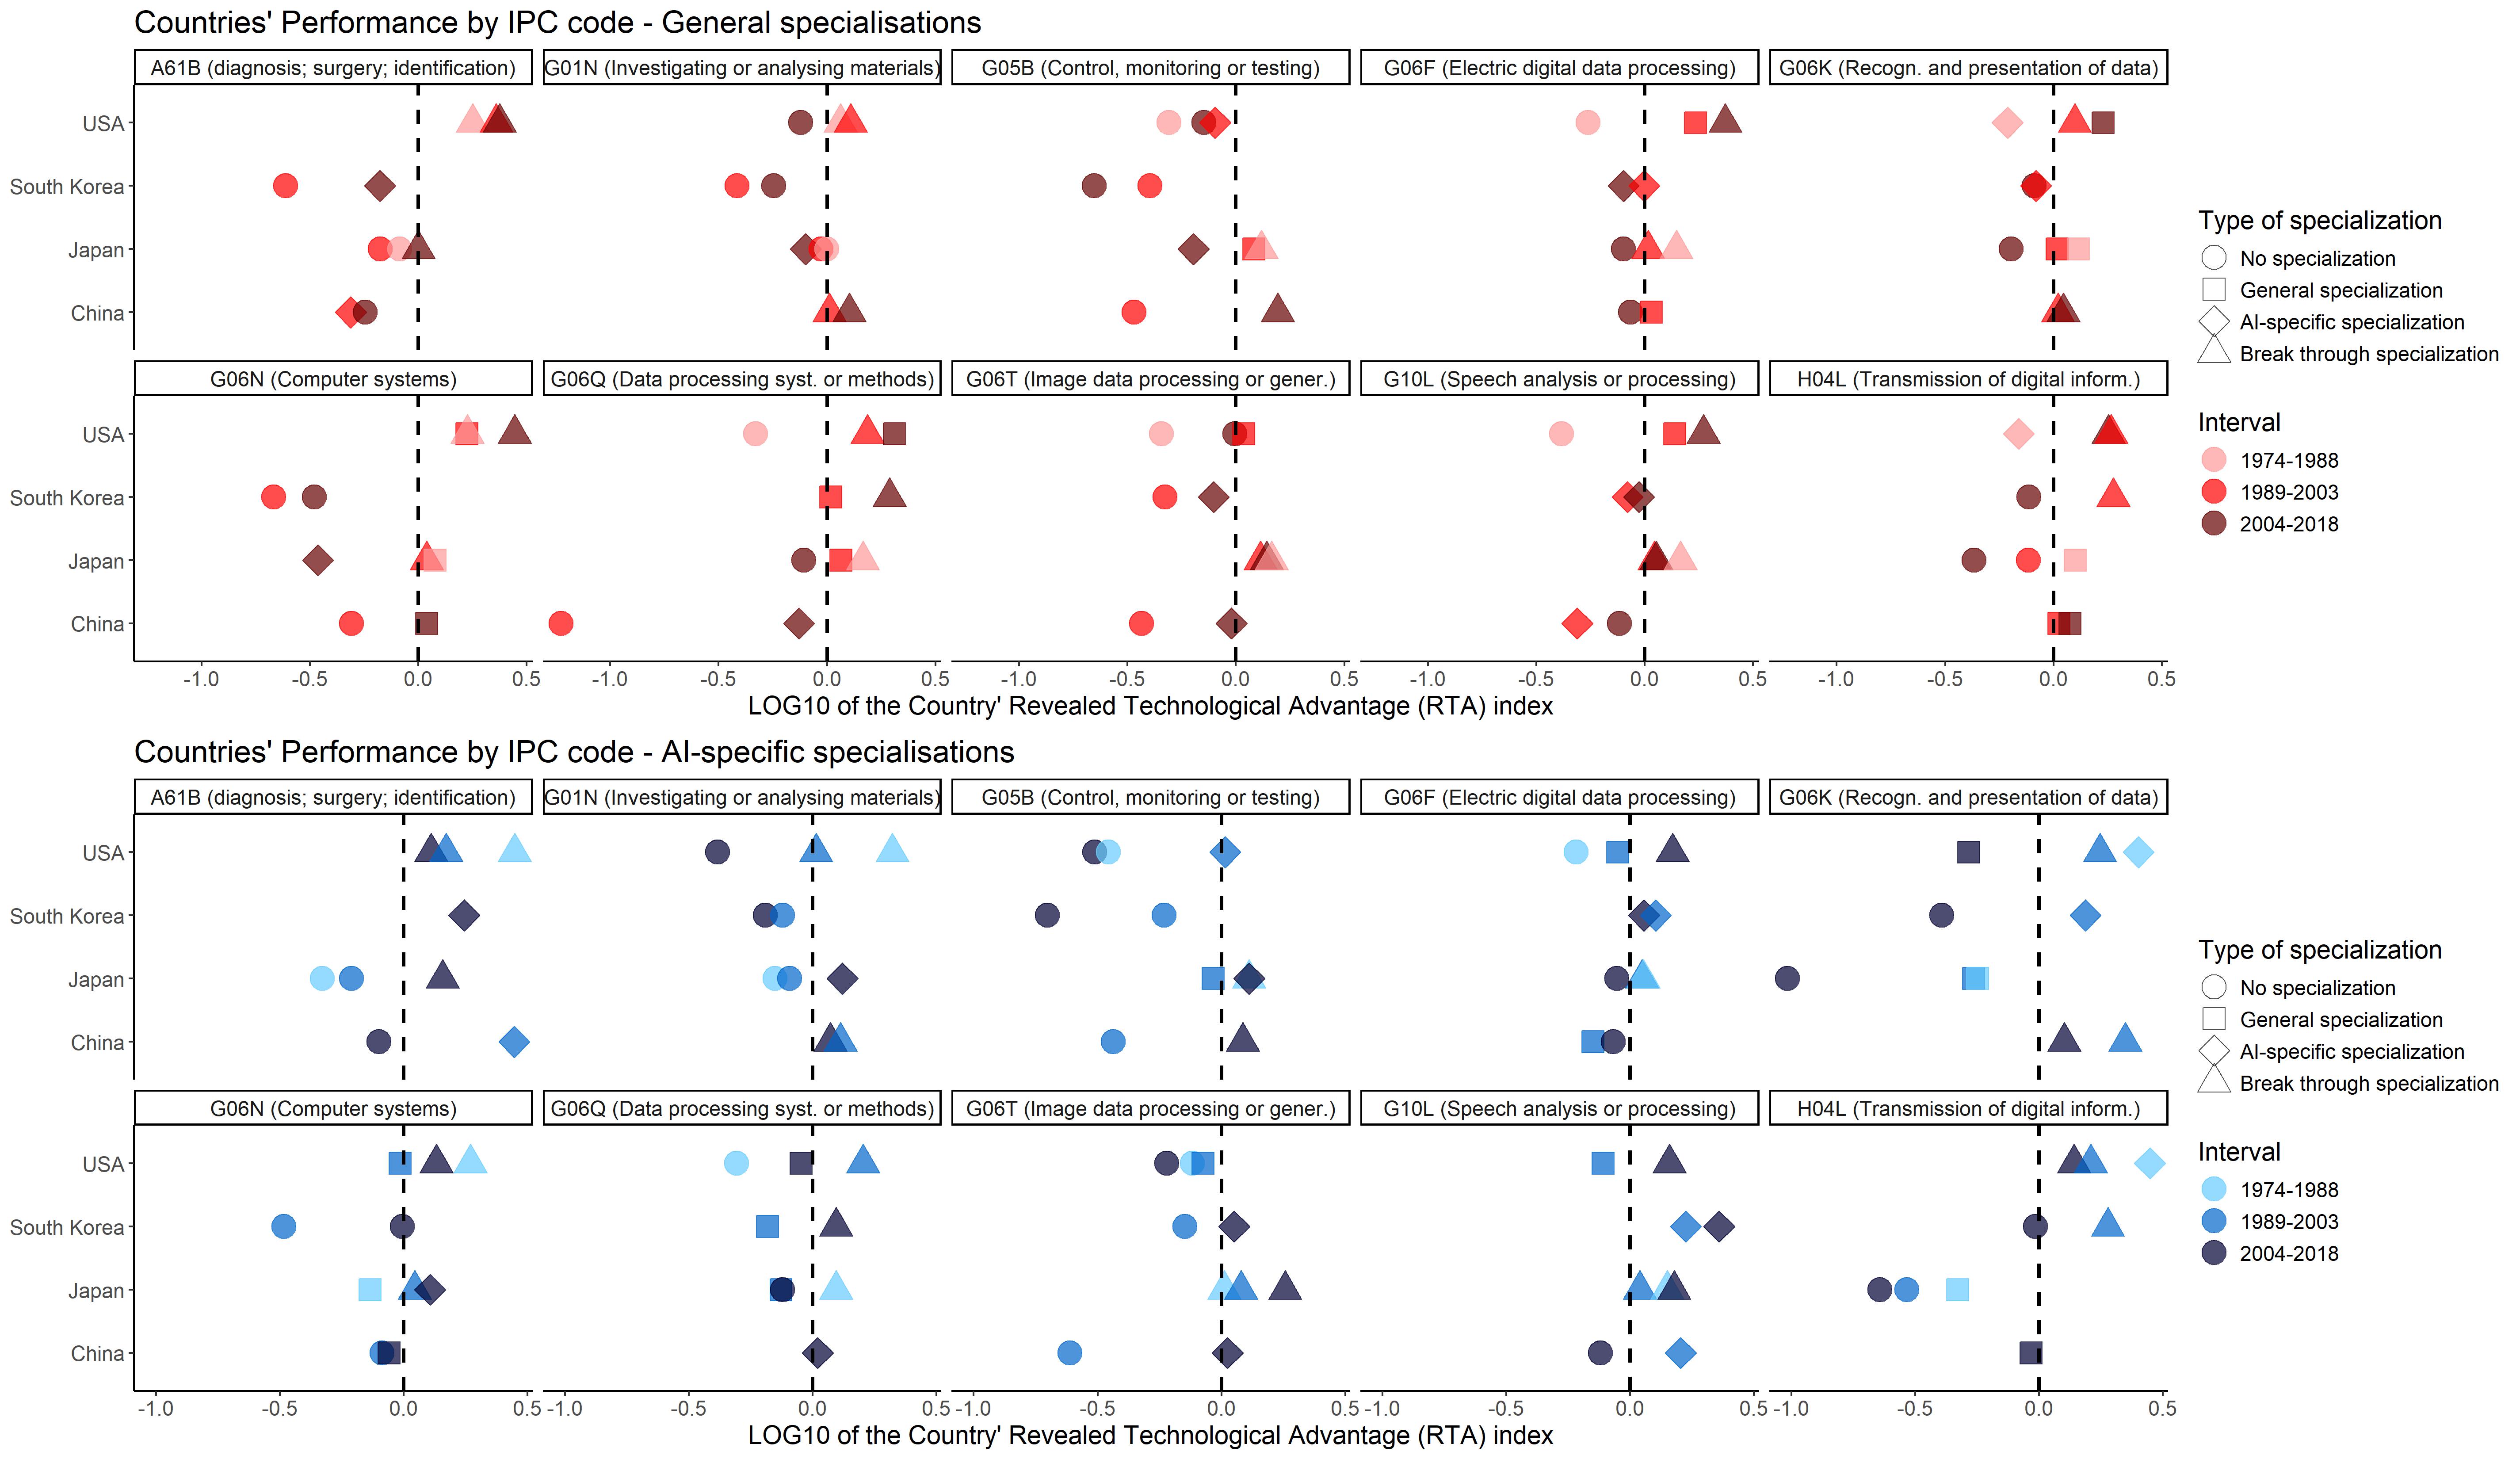 Countries' Performance by IPC code - General specialisations
A61B (diagnosis; surgery; identification)
G01N (Investigating or analysing materials)
G05B (Control, monitoring or testing)
G06F (Electric digital data processing)
G06K (Recogn. and presentation of data)
USA
South Korea
Japan
China
G06N (Computer systems)
G06Q (Data processing syst. or methods)
G06T (Image data processing or gener.)
G10L (Speech analysis or processing)
H04L (Transmission of digital inform.)
USA
South Korea
Japan
China
-1.0 -0.5 0.0 0.5 -1.0 -0.5 0.0 0.5 -1.0 -0.5 0.0 0.5 -1.0 -0.5 0.0 0.5 -1.0 -0.5 0.0 0.5
LOG10 of the Country' Revealed Technological Advantage (RTA) index
Type of specialization
No specialization
General specialization
AI-specific specialization
Break through specialization
Interval
1974-1988
1989-2003
2004-2018
Countries' Performance by IPC code - AI-specific specialisations
A61B (diagnosis; surgery; identification)
G01N (Investigating or analysing materials)
G05B (Control, monitoring or testing)
G06F (Electric digital data processing)
G06K (Recogn. and presentation of data)
USA
South Korea
Japan
China
G06N (Computer systems)
G06Q (Data processing syst. or methods)
G06T (Image data processing or gener.)
G10L (Speech analysis or processing)
H04L (Transmission of digital inform.)
USA
South Korea
Japan
China
-1.0 -0.5 0.0 0.5 -1.0 -0.5 0.0 0.5 -1.0 -0.5 0.0 0.5 -1.0 -0.5 0.0 0.5 -1.0 -0.5 0.0 0.5
LOG10 of the Country' Revealed Technological Advantage (RTA) index
Type of specialization
No specialization
General specialization
AI-specific specialization
Break through specialization
Interval
1974-1988
1989-2003
2004-2018